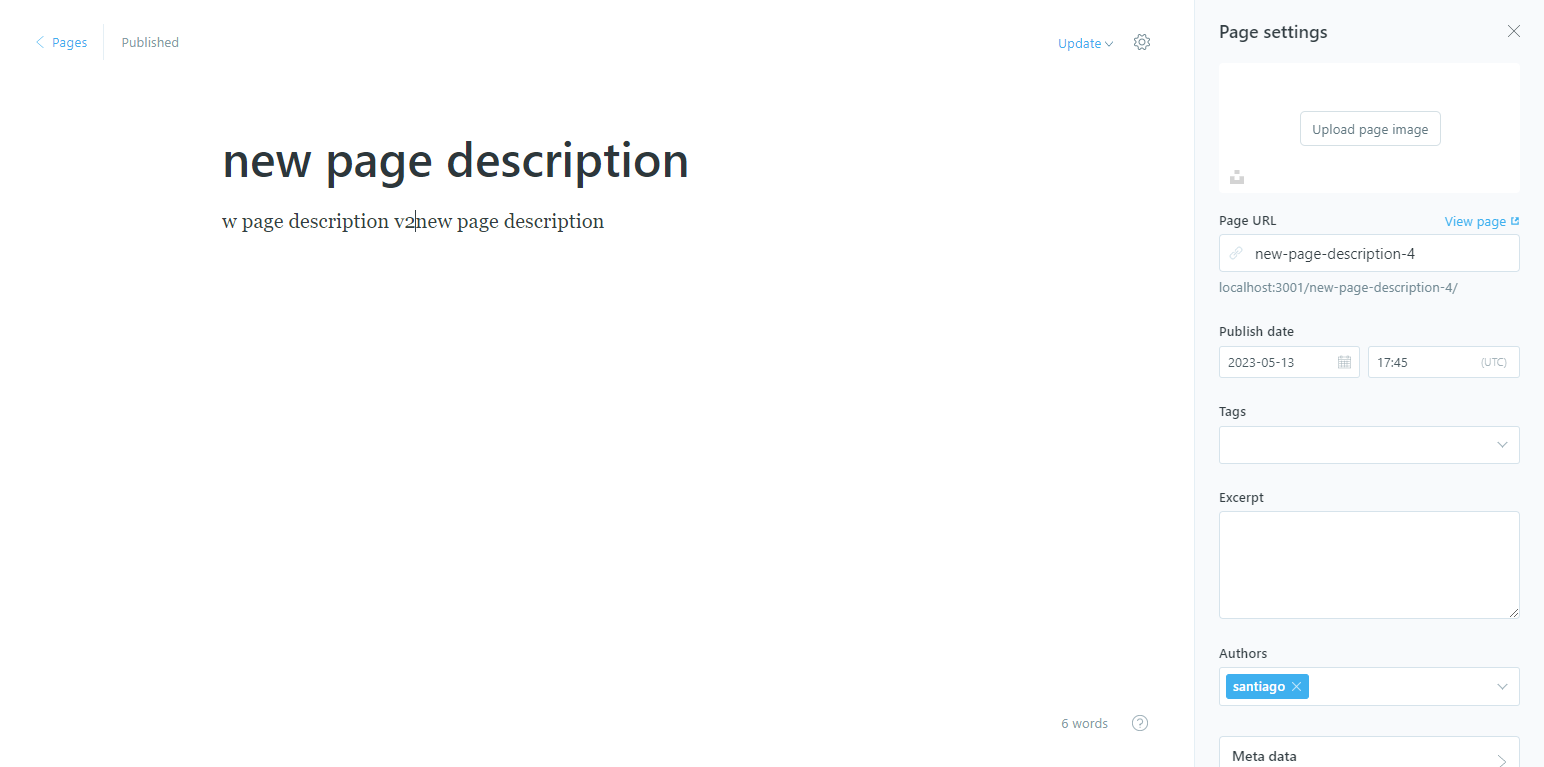 Pages
Published
Update
new page description
w page description v2new page description
6 words
Page settings
Upload page image
Page URL
View page
new-page-description-4
localhost:3001/new-page-description-4/
Publish date
2023-05-13
17:45
(UTC)
Tags
Excerpt
Authors
santiago
Meta data